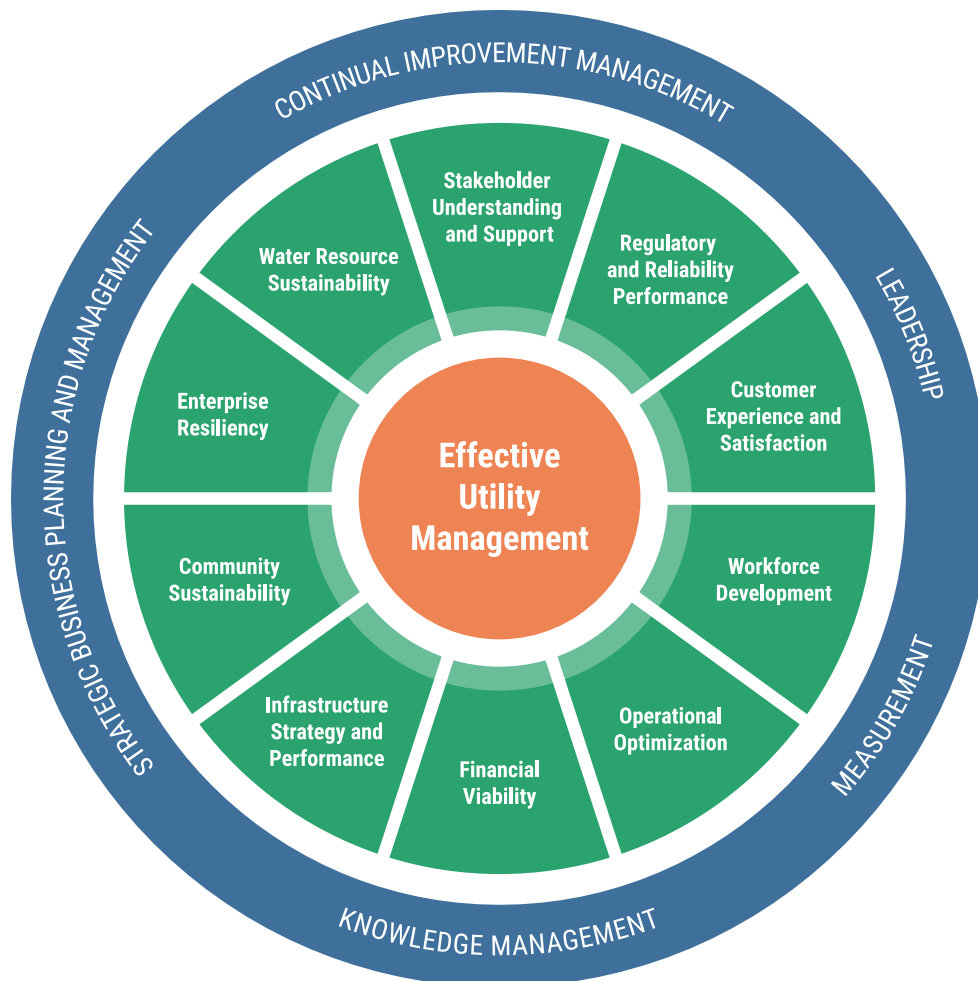 CONTINUAL IMPROVEMENT MANAGEMENT
LEADERSHIP
MEASUREMENT
KNOWLEDGE MANAGEMENT
STRATEGIC BUSINESS PLANNING AND MANAGEMENT
Stakeholder
Understanding
and Support
Regulatory
and Reliability
Performance
Customer
Experience and
Satisfaction
Workforce
Development
Operational
Optimization
Financial
Viability
Infrastructure
Strategy and
Performance
Community
Sustainability
Enterprise
Resiliency
Water Resource
Sustainability
Effective
Utility
Management